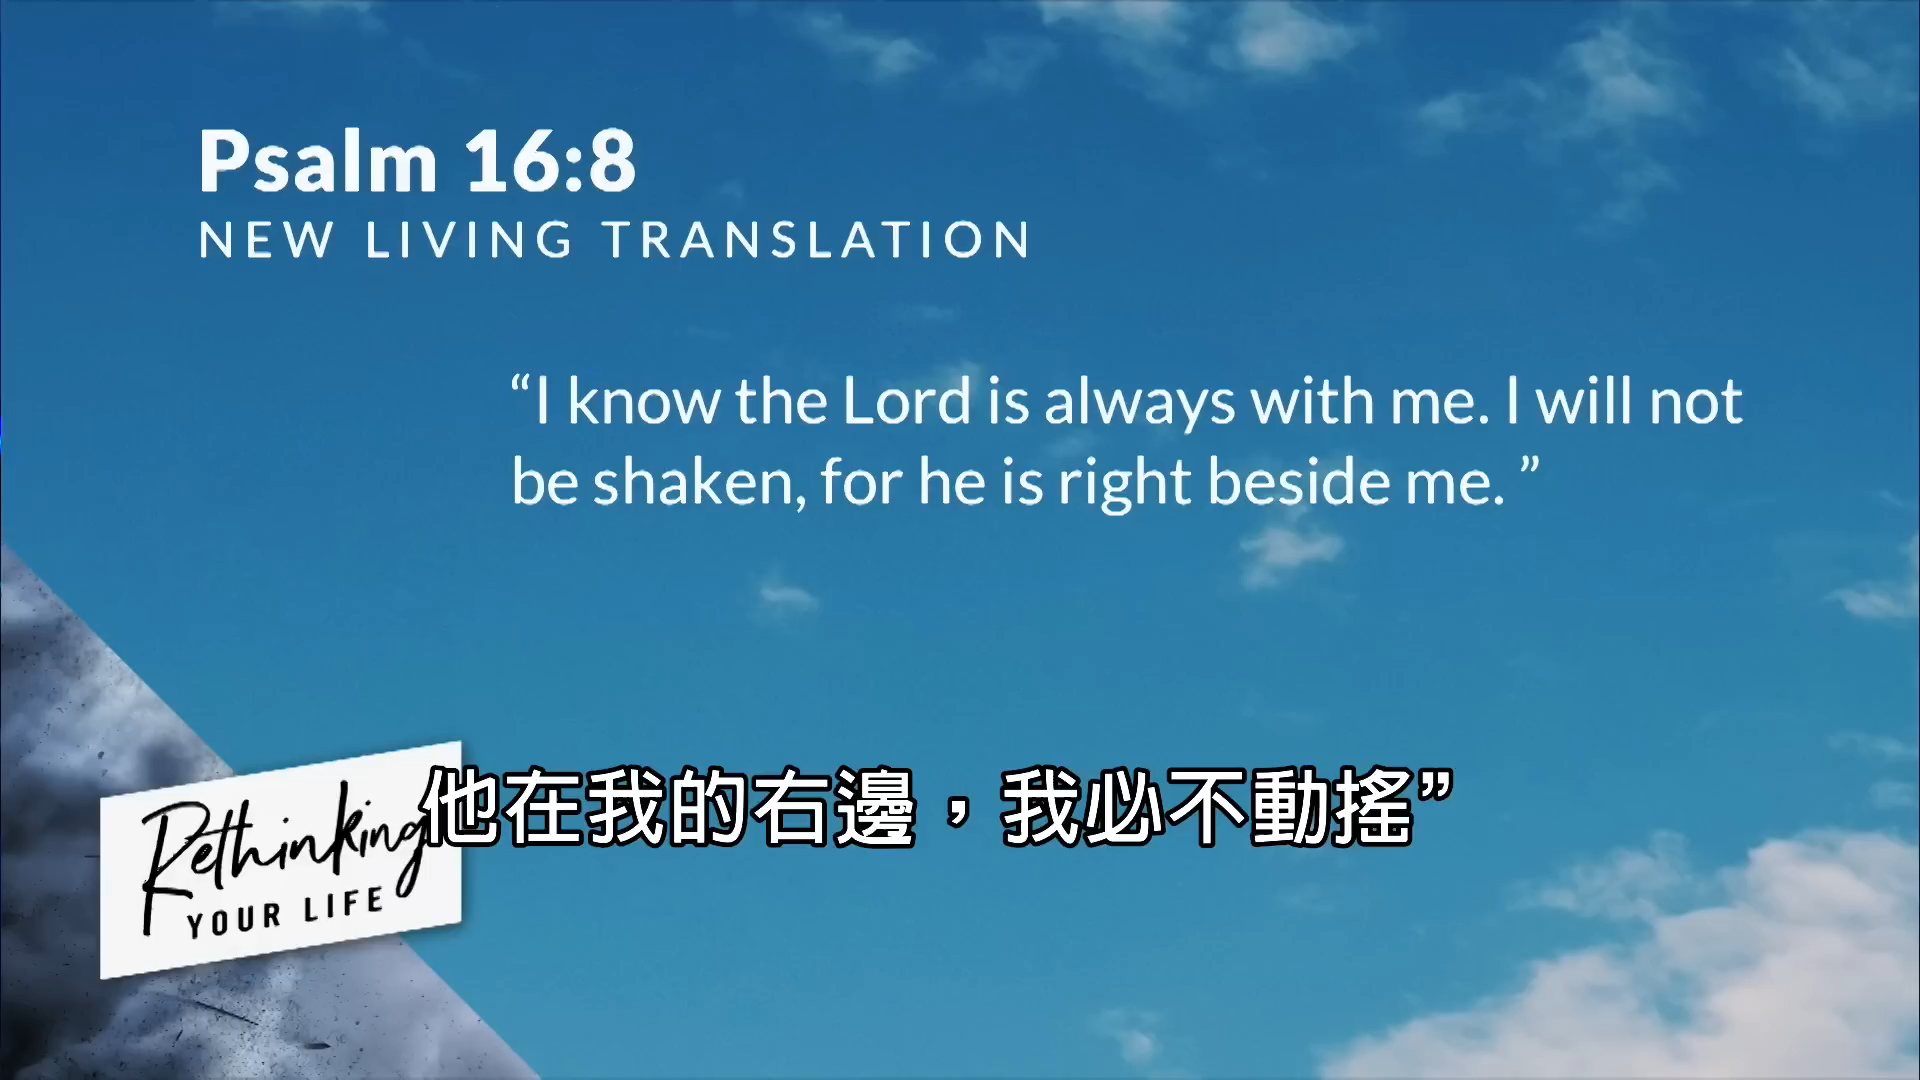 Psalm 16:8
NEW LIVING TRANSLATION
“I know the Lord is always with me. I will not
be shaken, for he is right beside me. ”
他在我的右邊，我必不動搖”
Rethinking
YOUR LIFE